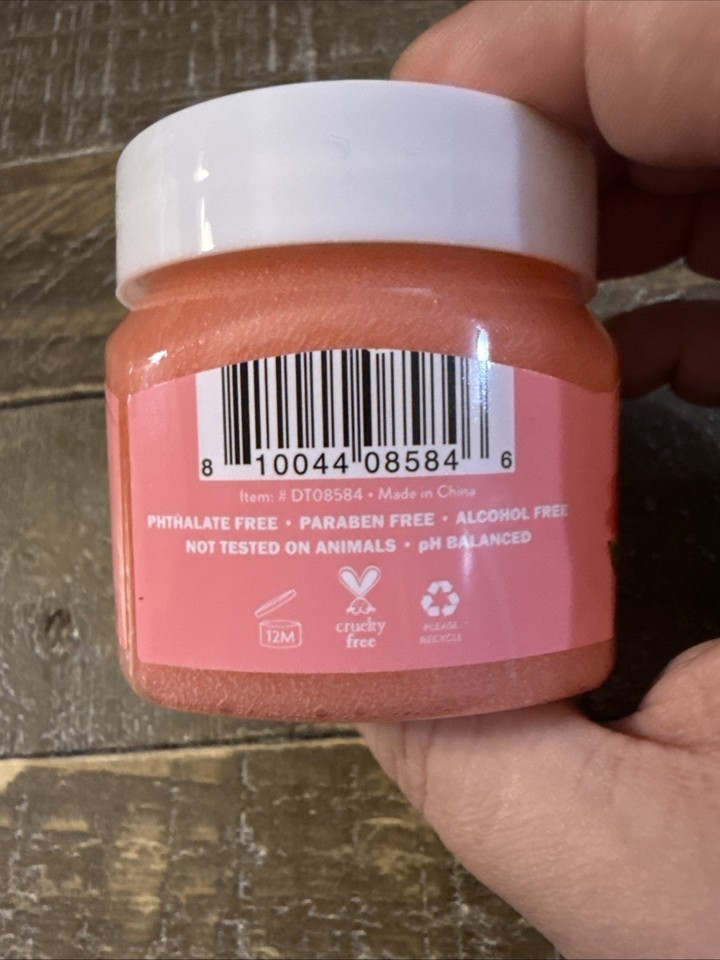 8 10044 08584 6
Item: # DT08584 • Made in China
PHTHALATE FREE • PARABEN FREE • ALCOHOL FREE
NOT TESTED ON ANIMALS • pH BALANCED
12M
cruelty
free
PLEASE
RECYCLE